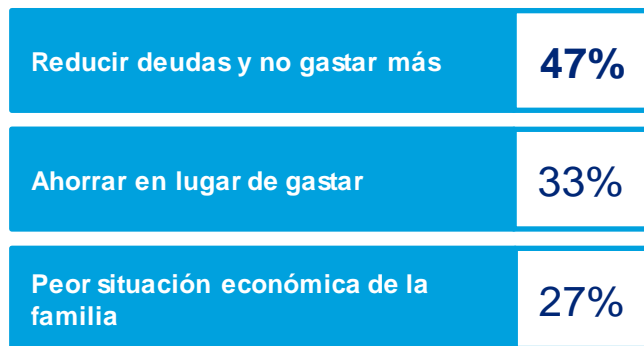 Reducir deudas y no gastar más
47%
Ahorrar en lugar de gastar
33%
Peor situación económica de la
familia
27%